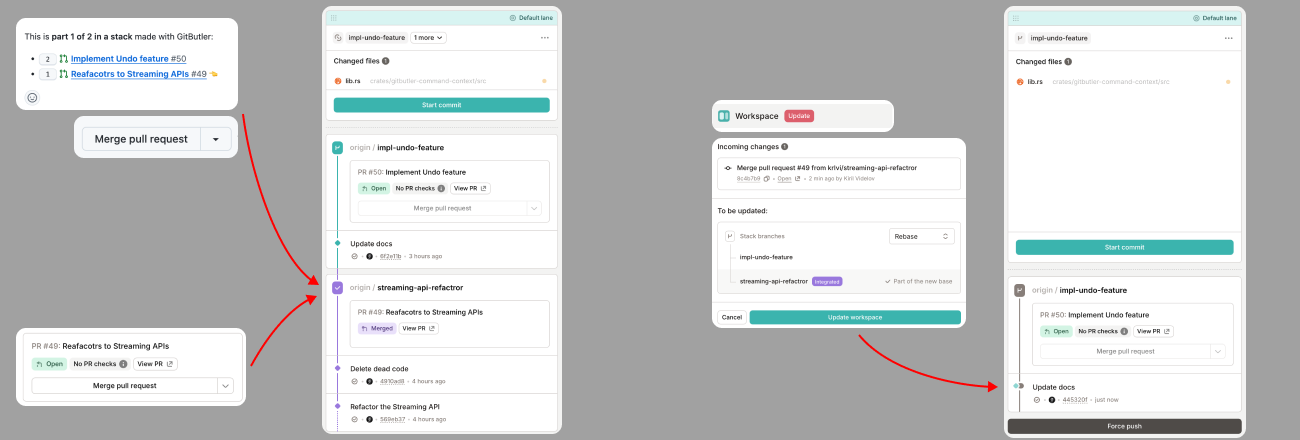 This is part 1 of 2 in a stack made with GitButler:
2 Implement Undo feature #50
1 Reafacotrs to Streaming APIs #49
Merge pull request
PR #49: Reafacotrs to Streaming APIs
Open No PR checks View PR
Merge pull request
Default lane
impl-undo-feature 1 more
Changed files 1
lib.rs crates/gitbutler-command-context/src
Start commit
origin / impl-undo-feature
PR #50: Implement Undo feature
Open No PR checks View PR
Merge pull request
Update docs
6f2e11b • 3 hours ago
origin / streaming-api-refactror
PR #49: Reafacotrs to Streaming APIs
Merged View PR
Delete dead code
4910ad8 • 4 hours ago
Refactor the Streaming API
569eb37 • 4 hours ago
Workspace Update
Incoming changes 1
Merge pull request #49 from krlvi/streaming-api-refactror
8c4b7b9 • Open • 2 min ago by Kiril Videlov
To be updated:
Stack branches Rebase
impl-undo-feature
streaming-api-refactror Integrated Part of the new base
Cancel Update workspace
Default lane
impl-undo-feature
Changed files 1
lib.rs crates/gitbutler-command-context/src
Start commit
origin / impl-undo-feature
PR #50: Implement Undo feature
Open No PR checks View PR
Merge pull request
Update docs
445320f • just now
Force push